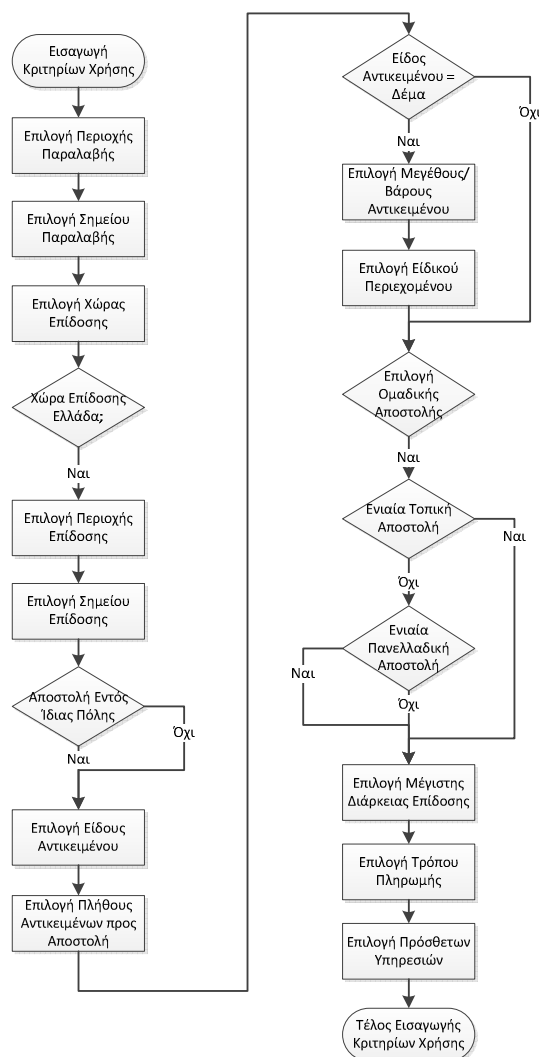 Εισαγωγή
Κριτηρίων Χρήσης
Επιλογή Περιοχής
Παραλαβής
Επιλογή Σημείου
Παραλαβής
Επιλογή Χώρας
Επίδοσης
Χώρα Επίδοσης
Ελλάδα;
Ναι
Επιλογή Περιοχής
Επίδοσης
Επιλογή Σημείου
Επίδοσης
Αποστολή Εντός
Ίδιας Πόλης
Όχι
Ναι
Επιλογή Είδους
Αντικειμένου
Επιλογή Πλήθους
Αντικειμένων προς
Αποστολή
Είδος
Αντικειμένου =
Δέμα
Όχι
Ναι
Επιλογή Μεγέθους/
Βάρους
Αντικειμένου
Επιλογή Είδικού
Περιεχομένου
Επιλογή
Ομαδικής
Αποστολής
Ναι
Ενιαία Τοπική
Αποστολή
Ναι
Όχι
Ενιαία
Πανελλαδική
Αποστολή
Ναι
Όχι
Επιλογή Μέγιστης
Διάρκειας Επίδοσης
Επιλογή Τρόπου
Πληρωμής
Επιλογή Πρόσθετων
Υπηρεσιών
Τέλος Εισαγωγής
Κριτηρίων Χρήσης